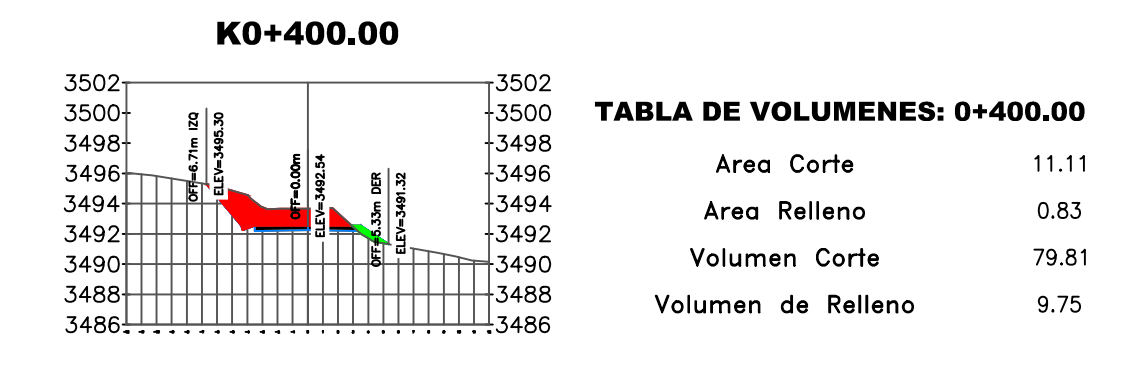 K0+400.00
3502
3500
3498
3496
3494
3492
3490
3488
3486
OFF=6.71m IZQ
ELEV=3495.30
OFF=0.00m
ELEV=3492.54
OFF=5.33m DER
ELEV=3491.32
3502
3500
3498
3496
3494
3492
3490
3488
3486
TABLA DE VOLUMENES: 0+400.00
Area Corte 11.11
Area Relleno 0.83
Volumen Corte 79.81
Volumen de Relleno 9.75